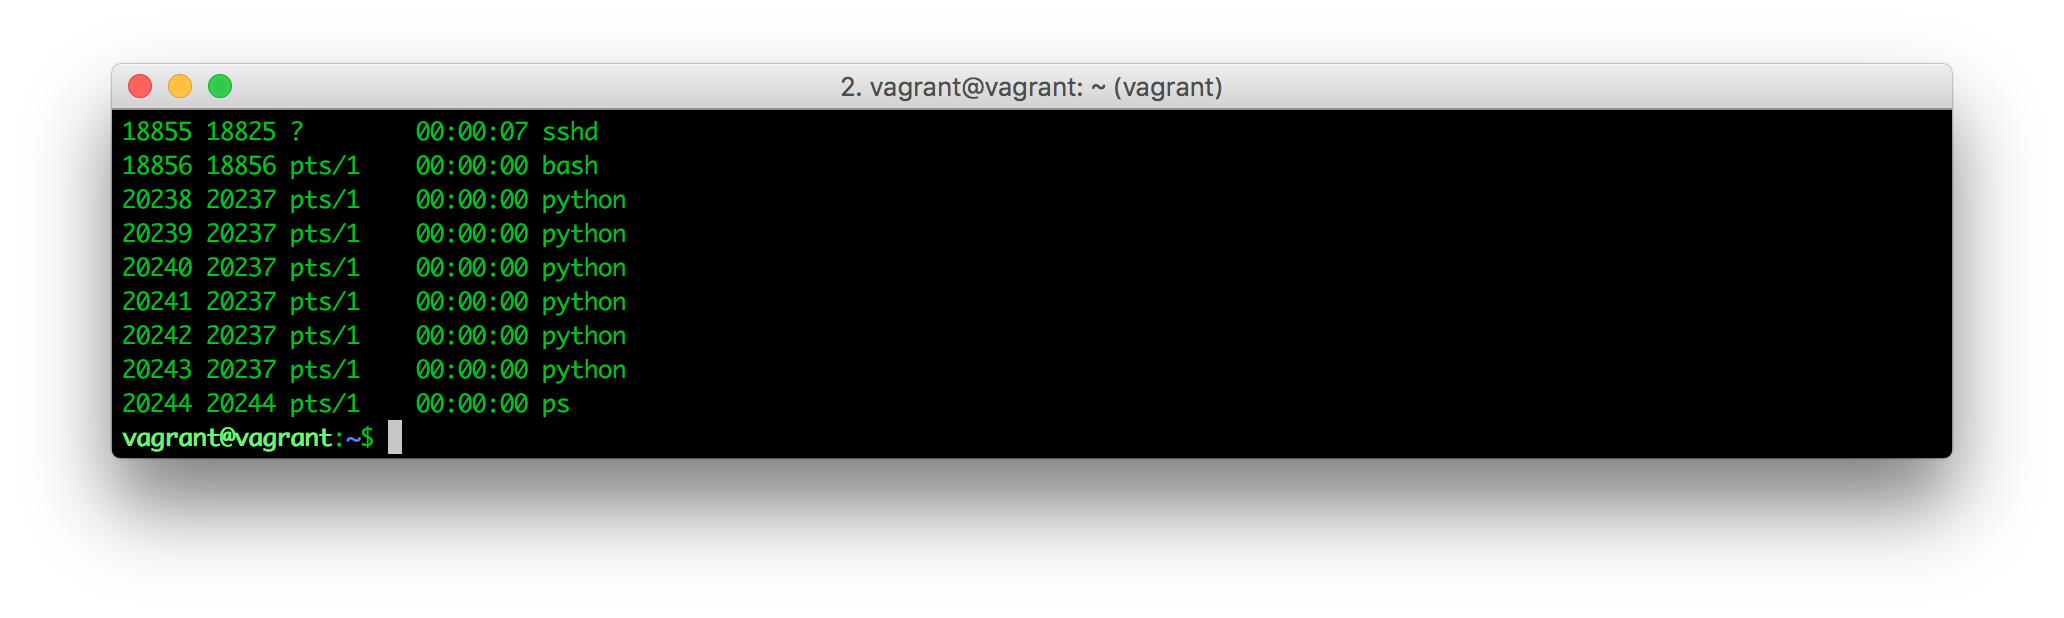 2. vagrant@vagrant: ~ (vagrant)
18855 18825 ?        00:00:07 sshd
18856 18856 pts/1    00:00:00 bash
20238 20237 pts/1    00:00:00 python
20239 20237 pts/1    00:00:00 python
20240 20237 pts/1    00:00:00 python
20241 20237 pts/1    00:00:00 python
20242 20237 pts/1    00:00:00 python
20243 20237 pts/1    00:00:00 python
20244 20244 pts/1    00:00:00 ps
vagrant@vagrant:~$